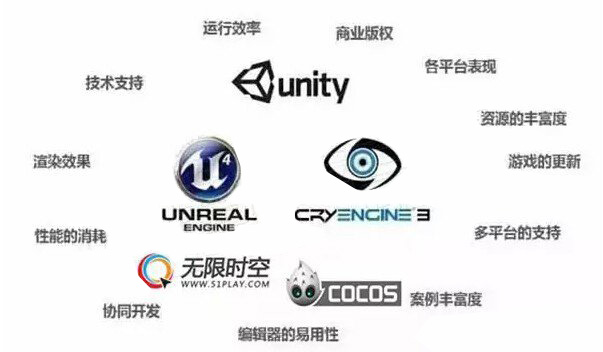 运行效率
商业版权
各平台表现
技术支持
unity
资源的丰富度
渲染效果
4
游戏的更新
UNREAL
ENGINE
CRYENGINE 3
性能的消耗
多平台的支持
无限时空
WWW.51PLAY.COM
COCOS
案例丰富度
协同开发
编辑器的易用性